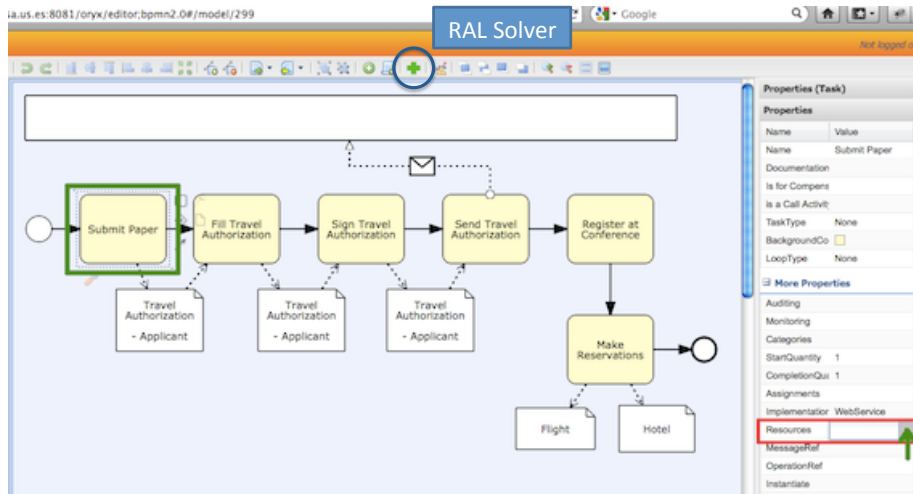 sa.us.es:8081/oryx/editor;bpmn2.0#/model/299
Google
RAL Solver
Not logged
Submit Paper
Fill Travel
Authorization
Sign Travel
Authorization
Send Travel
Authorization
Register at
Conference
Travel
Authorization
- Applicant
Travel
Authorization
- Applicant
Travel
Authorization
- Applicant
Make
Reservations
Flight
Hotel
Properties (Task)
Properties
Name Value
Name Submit Paper
Documentation
Is for Compens
Is a Call Activit
TaskType None
BackgroundCo
LoopType None
More Properties
Auditing
Monitoring
Categories
StartQuantity 1
CompletionQu 1
Assignments
Implementation WebService
Resources
MessageRef
OperationRef
Instantiate